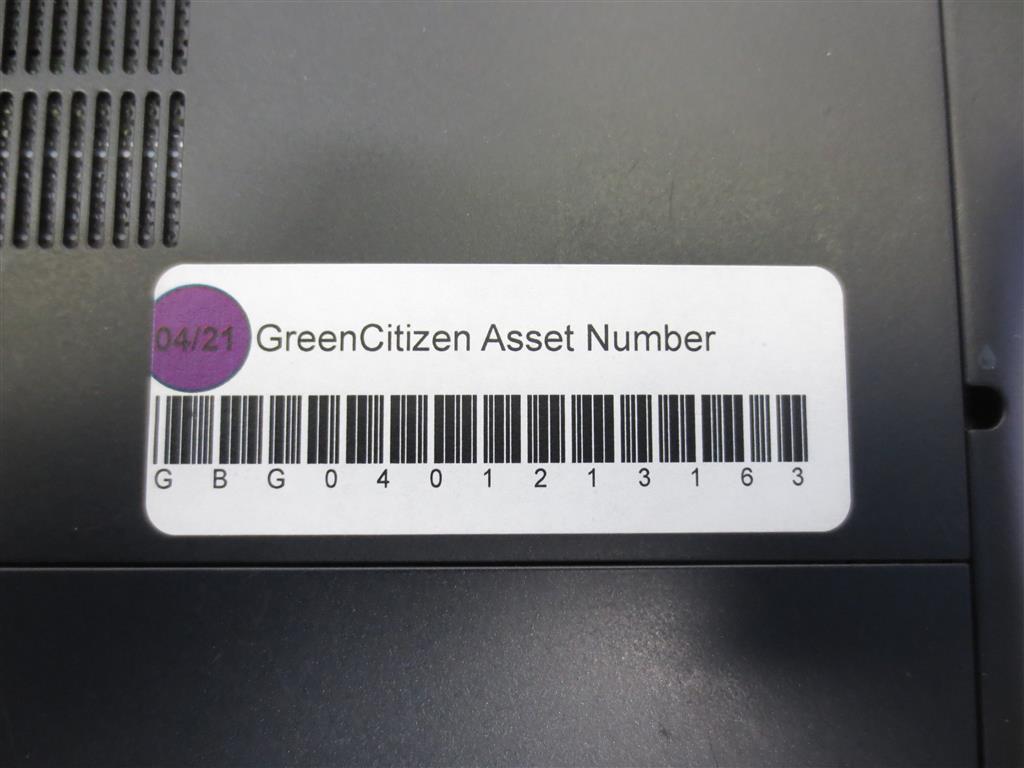 04/21 GreenCitizen Asset Number
G B G 0 4 0 1 2 1 3 1 6 3